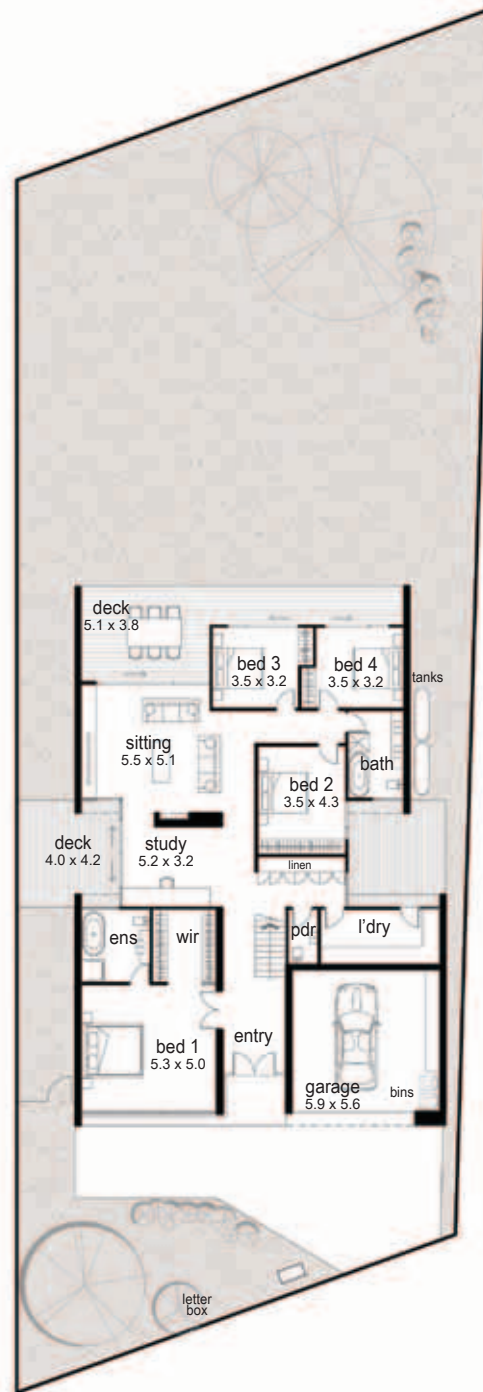 deck
5.1 x 3.8
bed 3
3.5 x 3.2
bed 4
3.5 x 3.2
tanks
sitting
5.5 x 5.1
bath
bed 2
3.5 x 4.3
deck
4.0 x 4.2
study
5.2 x 3.2
linen
ens
wir
pdr
l'dry
entry
bed 1
5.3 x 5.0
garage
5.9 x 5.6
bins
letter
box